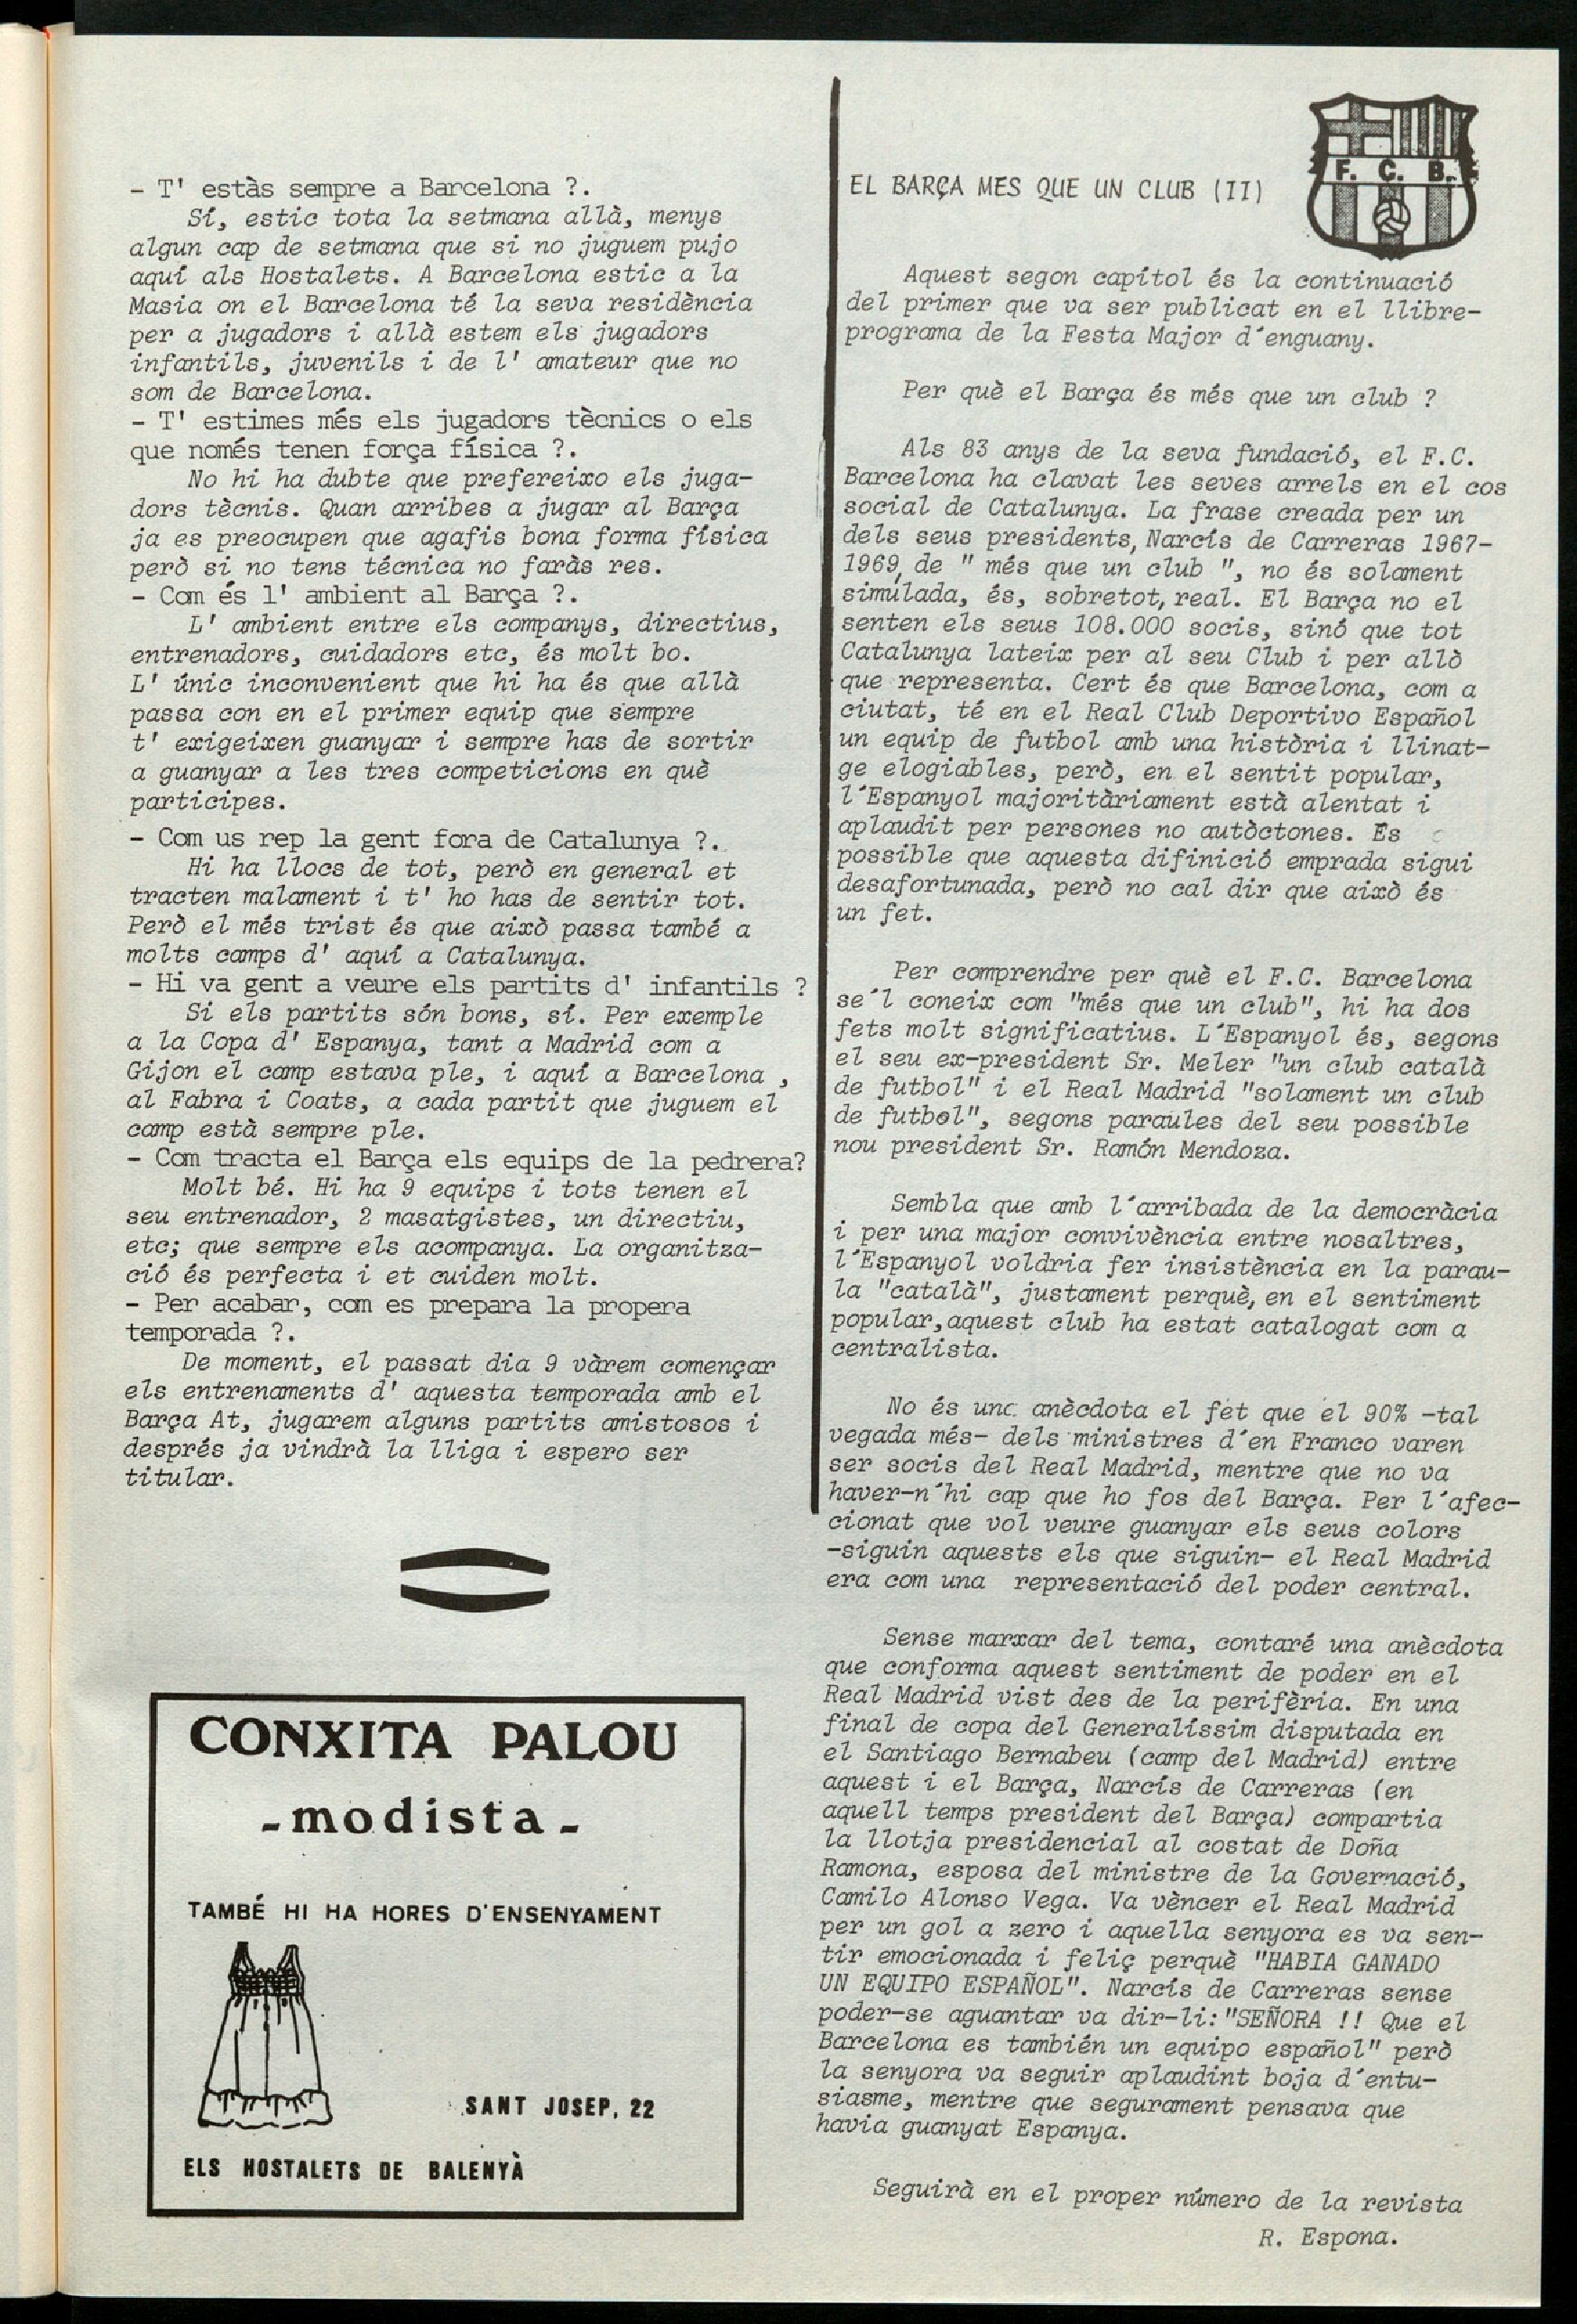 - T' estàs sempre a Barcelona ?.
Sí, estic tota la setmana allà, menys
algun cap de setmana que si no juguem pujo
aquí als Hostalets. A Barcelona estic a la
Masia on el Barcelona té la seva residència
per a jugadors i allà estem els jugadors
infantils, juvenils i de l' amateur que no
som de Barcelona.
- T' estimes més els jugadors tècnics o els
que només tenen força física ?.
No hi ha dubte que prefereixo els juga-
dors tècnis. Quan arribes a jugar al Barça
ja es preocupen que agafis bona forma física
però si no tens técnica no faràs res.
- Com és l' ambient al Barça ?.
L' ambient entre els companys, directius,
entrenadors, cuidadors etc, és molt bo.
L' únic inconvenient que hi ha és que allà
passa con en el primer equip que sempre
t' exigeixen guanyar i sempre has de sortir
a guanyar a les tres competicions en què
participes.
- Com us rep la gent fora de Catalunya ?.
Hi ha llocs de tot, però en general et
tracten malament i t' ho has de sentir tot.
Però el més trist és que això passa també a
molts camps d' aquí a Catalunya.
- Hi va gent a veure els partits d' infantils ?
Si els partits són bons, sí. Per exemple
a la Copa d' Espanya, tant a Madrid com a
Gijon el camp estava ple, i aquí a Barcelona ,
al Fabra i Coats, a cada partit que juguem el
camp està sempre ple.
- Com tracta el Barça els equips de la pedrera?
Molt bé. Hi ha 9 equips i tots tenen el
seu entrenador, 2 masatgistes, un directiu,
etc; que sempre els acompanya. La organitza-
ció és perfecta i et cuiden molt.
- Per acabar, com es prepara la propera
temporada ?.
De moment, el passat dia 9 vàrem començar
els entrenaments d' aquesta temporada amb el
Barça At, jugarem alguns partits amistosos i
després ja vindrà la lliga i espero ser
titular.
CONXITA PALOU
-modista-
TAMBÉ HI HA HORES D'ENSENYAMENT
SANT JOSEP, 22
ELS HOSTALETS DE BALENYÀ
F. C. B.
EL BARÇA MES QUE UN CLUB (II)
Aquest segon capítol és la continuació
del primer que va ser publicat en el llibre-
programa de la Festa Major d´enguany.
Per què el Barça és més que un club ?
Als 83 anys de la seva fundació, el F.C.
Barcelona ha clavat les seves arrels en el cos
social de Catalunya. La frase creada per un
dels seus presidents, Narcís de Carreras 1967-
1969, de " més que un club ", no és solament
simulada, és, sobretot, real. El Barça no el
senten els seus 108.000 socis, sinó que tot
Catalunya lateix per al seu Club i per allò
que representa. Cert és que Barcelona, com a
ciutat, té en el Real Club Deportivo Español
un equip de futbol amb una història i llinat-
ge elogiables, però, en el sentit popular,
l´Espanyol majoritàriament està alentat i
aplaudit per persones no autòctones. Es
possible que aquesta difinició emprada sigui
desafortunada, però no cal dir que això és
un fet.
Per comprendre per què el F.C. Barcelona
se´l coneix com "més que un club", hi ha dos
fets molt significatius. L´Espanyol és, segons
el seu ex-president Sr. Meler "un club català
de futbol" i el Real Madrid "solament un club
de futbol", segons paraules del seu possible
nou president Sr. Ramón Mendoza.
Sembla que amb l´arribada de la democràcia
i per una major convivència entre nosaltres,
l´Espanyol voldria fer insistència en la parau-
la "català", justament perquè, en el sentiment
popular, aquest club ha estat catalogat com a
centralista.
No és una anècdota el fet que el 90% -tal
vegada més- dels ministres d´en Franco varen
ser socis del Real Madrid, mentre que no va
haver-n´hi cap que ho fos del Barça. Per l´afec-
cionat que vol veure guanyar els seus colors
-siguin aquests els que siguin- el Real Madrid
era com una representació del poder central.
Sense marxar del tema, contaré una anècdota
que conforma aquest sentiment de poder en el
Real Madrid vist des de la perifèria. En una
final de copa del Generalíssim disputada en
el Santiago Bernabeu (camp del Madrid) entre
aquest i el Barça, Narcís de Carreras (en
aquell temps president del Barça) compartia
la llotja presidencial al costat de Doña
Ramona, esposa del ministre de la Governació,
Camilo Alonso Vega. Va vèncer el Real Madrid
per un gol a zero i aquella senyora es va sen-
tir emocionada i feliç perquè "HABIA GANADO
UN EQUIPO ESPAÑOL". Narcís de Carreras sense
poder-se aguantar va dir-li: "SEÑORA !! Que el
Barcelona es también un equipo español" però
la senyora va seguir aplaudint boja d´entu-
siasme, mentre que segurament pensava que
havia guanyat Espanya.
Seguirà en el proper número de la revista
R. Espona.